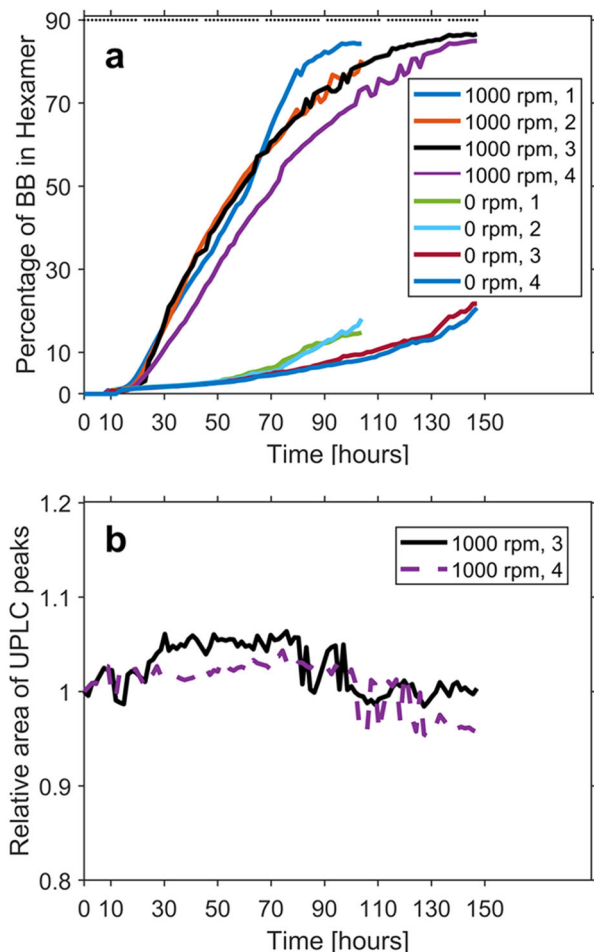 a
Percentage of BB in Hexamer
90
70
50
30
10
0
1000 rpm, 1
1000 rpm, 2
1000 rpm, 3
1000 rpm, 4
0 rpm, 1
0 rpm, 2
0 rpm, 3
0 rpm, 4
0 10 30 50 70 90 110 130 150
Time [hours]
b
Relative area of UPLC peaks
1.2
1.1
1
0.9
0.8
1000 rpm, 3
1000 rpm, 4
0 10 30 50 70 90 110 130 150
Time [hours]